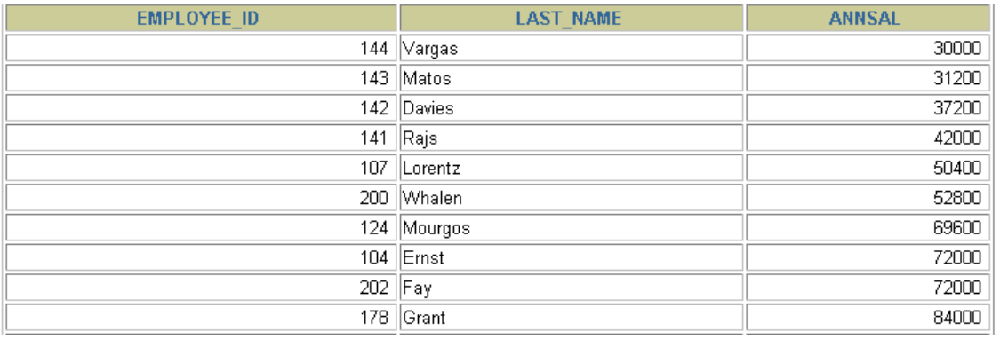 EMPLOYEE_ID LAST_NAME ANNSAL
144 Vargas 30000
143 Matos 31200
142 Davies 37200
141 Rajs 42000
107 Lorentz 50400
200 Whalen 52800
124 Mourgos 69600
104 Ernst 72000
202 Fay 72000
178 Grant 84000